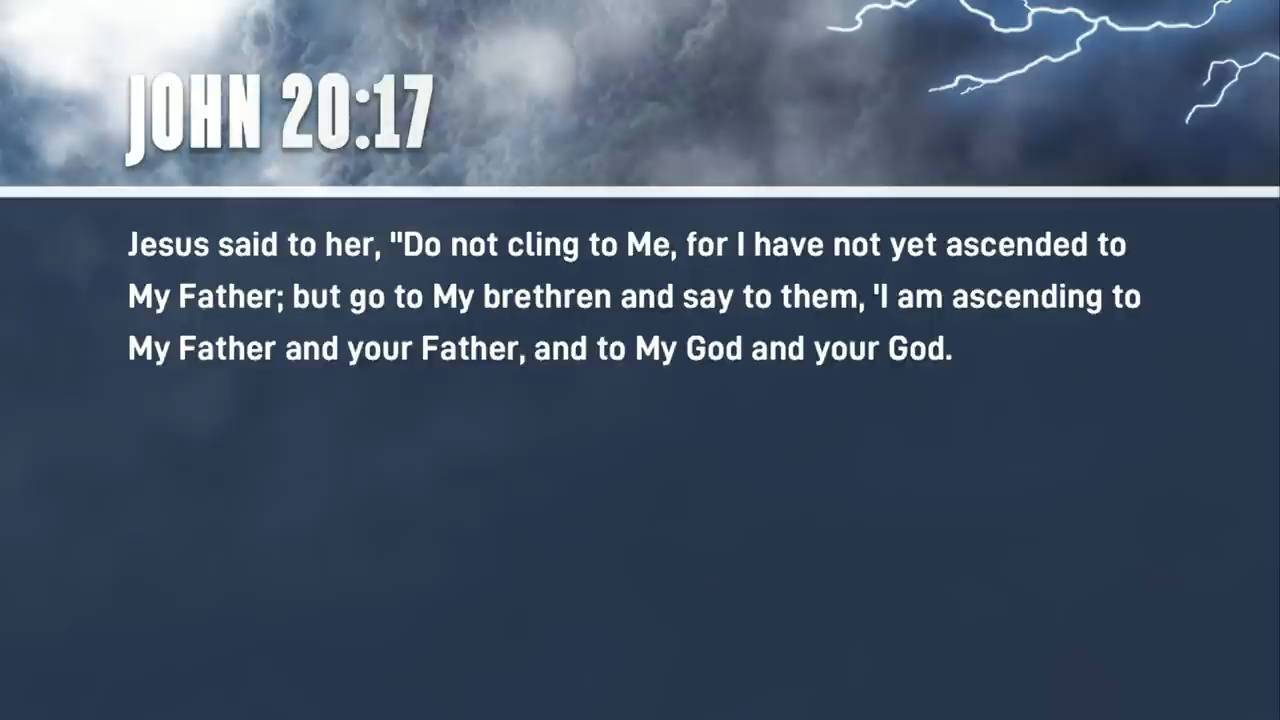 JOHN 20:17
Jesus said to her, "Do not cling to Me, for I have not yet ascended to
My Father; but go to My brethren and say to them, 'I am ascending to
My Father and your Father, and to My God and your God.